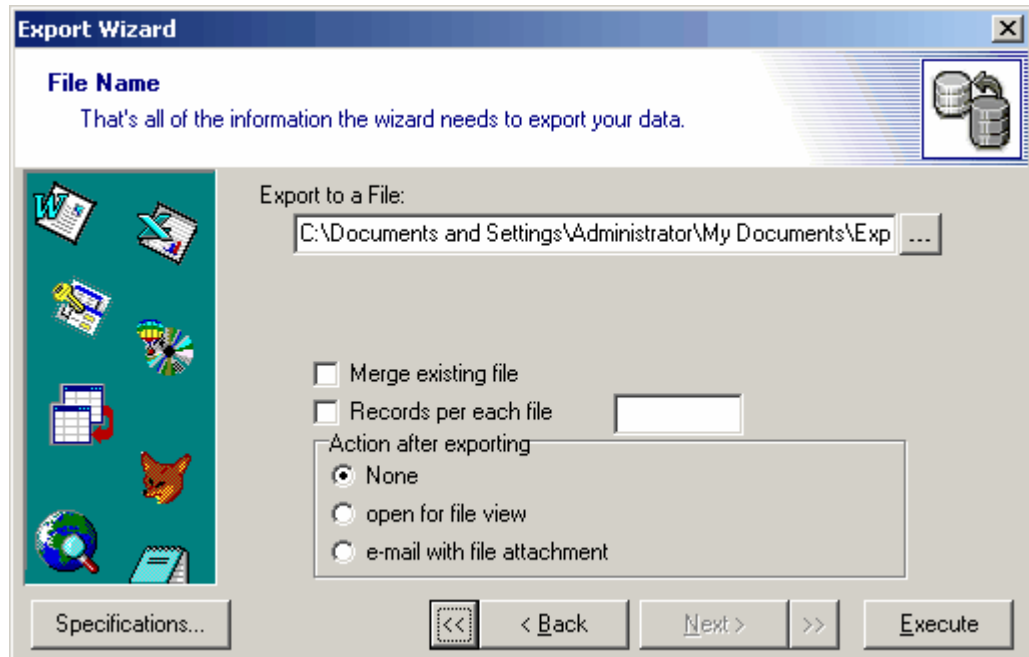 Export Wizard
File Name
That's all of the information the wizard needs to export your data.
Export to a File:
C:\Documents and Settings\Administrator\My Documents\Exp ...
Merge existing file
Records per each file
Action after exporting
None
open for file view
e-mail with file attachment
Specifications... << < Back Next > >> Execute